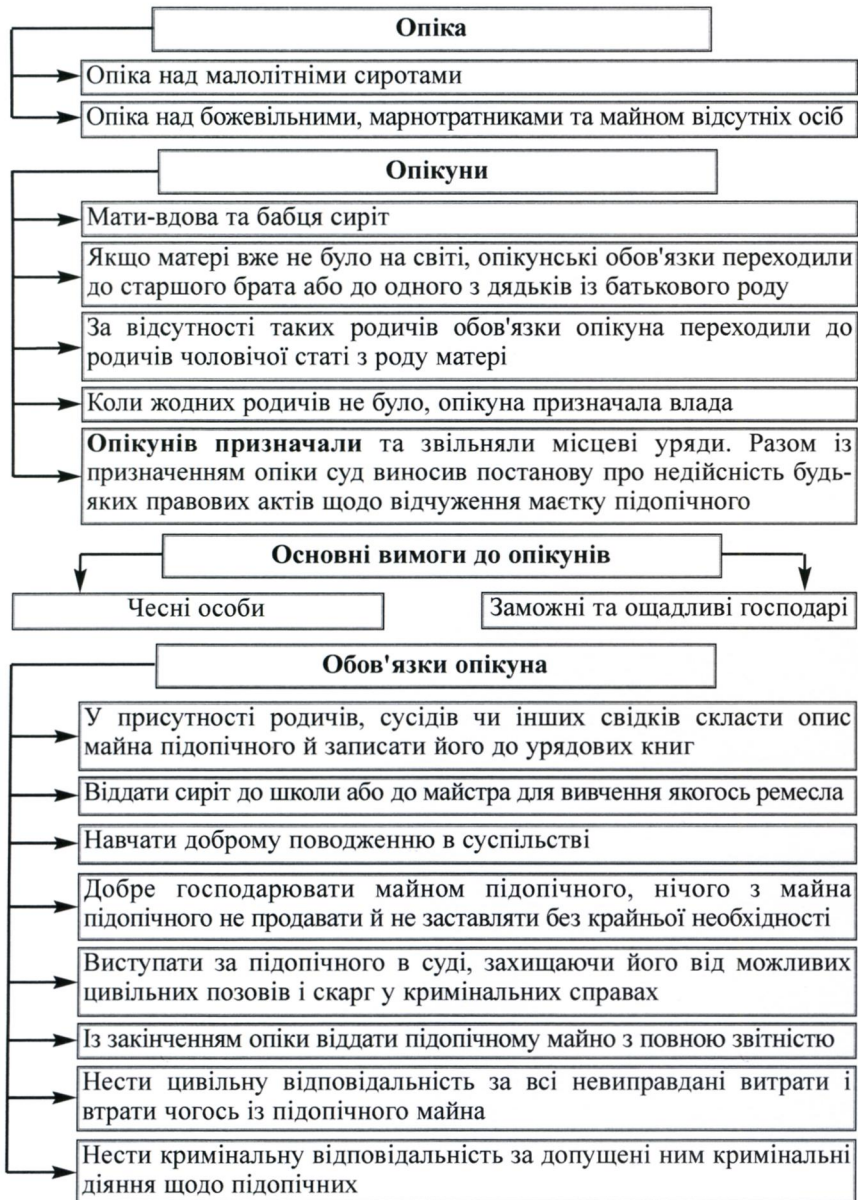 Опіка
Опіка над малолітніми сиротами
Опіка над божевільними, марнотратниками та майном відсутніх осіб
Опікуни
Мати-вдова та бабця сиріт
Якщо матері вже не було на світі, опікунські обов'язки переходили
до старшого брата або до одного з дядьків із батькового роду
За відсутності таких родичів обов'язки опікуна переходили до
родичів чоловічої статі з роду матері
Коли жодних родичів не було, опікуна призначала влада
Опікунів призначали та звільняли місцеві уряди. Разом із
призначенням опіки суд виносив постанову про недійсність будь-
яких правових актів щодо відчуження маєтку підопічного
Основні вимоги до опікунів
Чесні особи
Заможні та ощадливі господарі
Обов'язки опікуна
У присутності родичів, сусідів чи інших свідків скласти опис
майна підопічного й записати його до урядових книг
Віддати сиріт до школи або до майстра для вивчення якогось ремесла
Навчати доброму поводженню в суспільстві
Добре господарювати майном підопічного, нічого з майна
підопічного не продавати й не заставляти без крайньої необхідності
Виступати за підопічного в суді, захищаючи його від можливих
цивільних позовів і скарг у кримінальних справах
Із закінченням опіки віддати підопічному майно з повною звітністю
Нести цивільну відповідальність за всі невиправдані витрати і
втрати чогось із підопічного майна
Нести кримінальну відповідальність за допущені ним кримінальні
діяння щодо підопічних